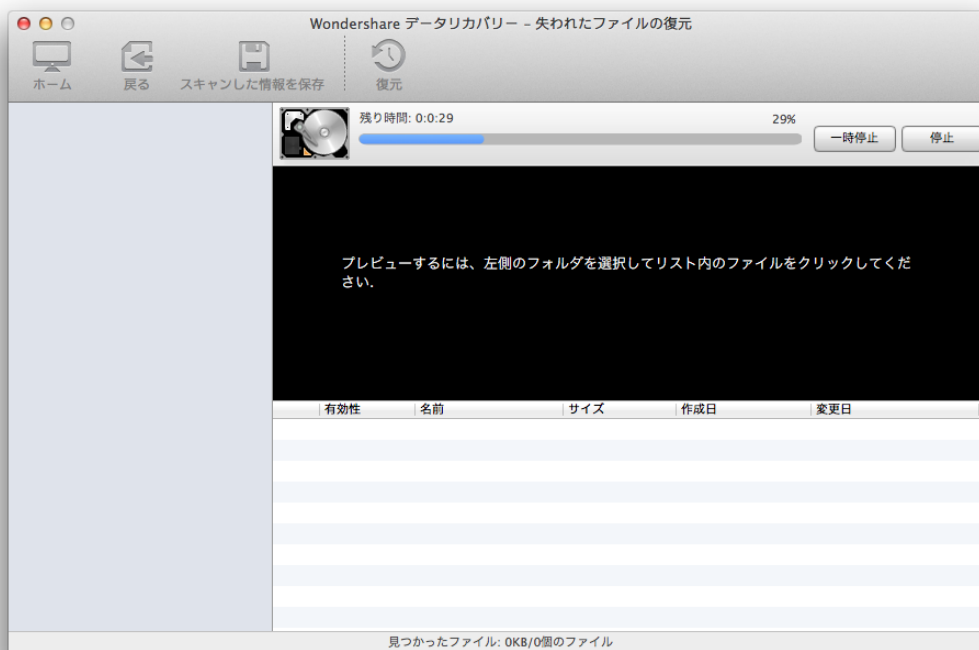 Wondershare データリカバリー – 失われたファイルの復元
ホーム
戻る
スキャンした情報を保存
復元
残り時間: 0:0:29
29%
一時停止
停止
プレビューするには、左側のフォルダを選択してリスト内のファイルをクリックしてくだ
さい.
有効性
名前
サイズ
作成日
変更日
見つかったファイル: 0KB/0個のファイル